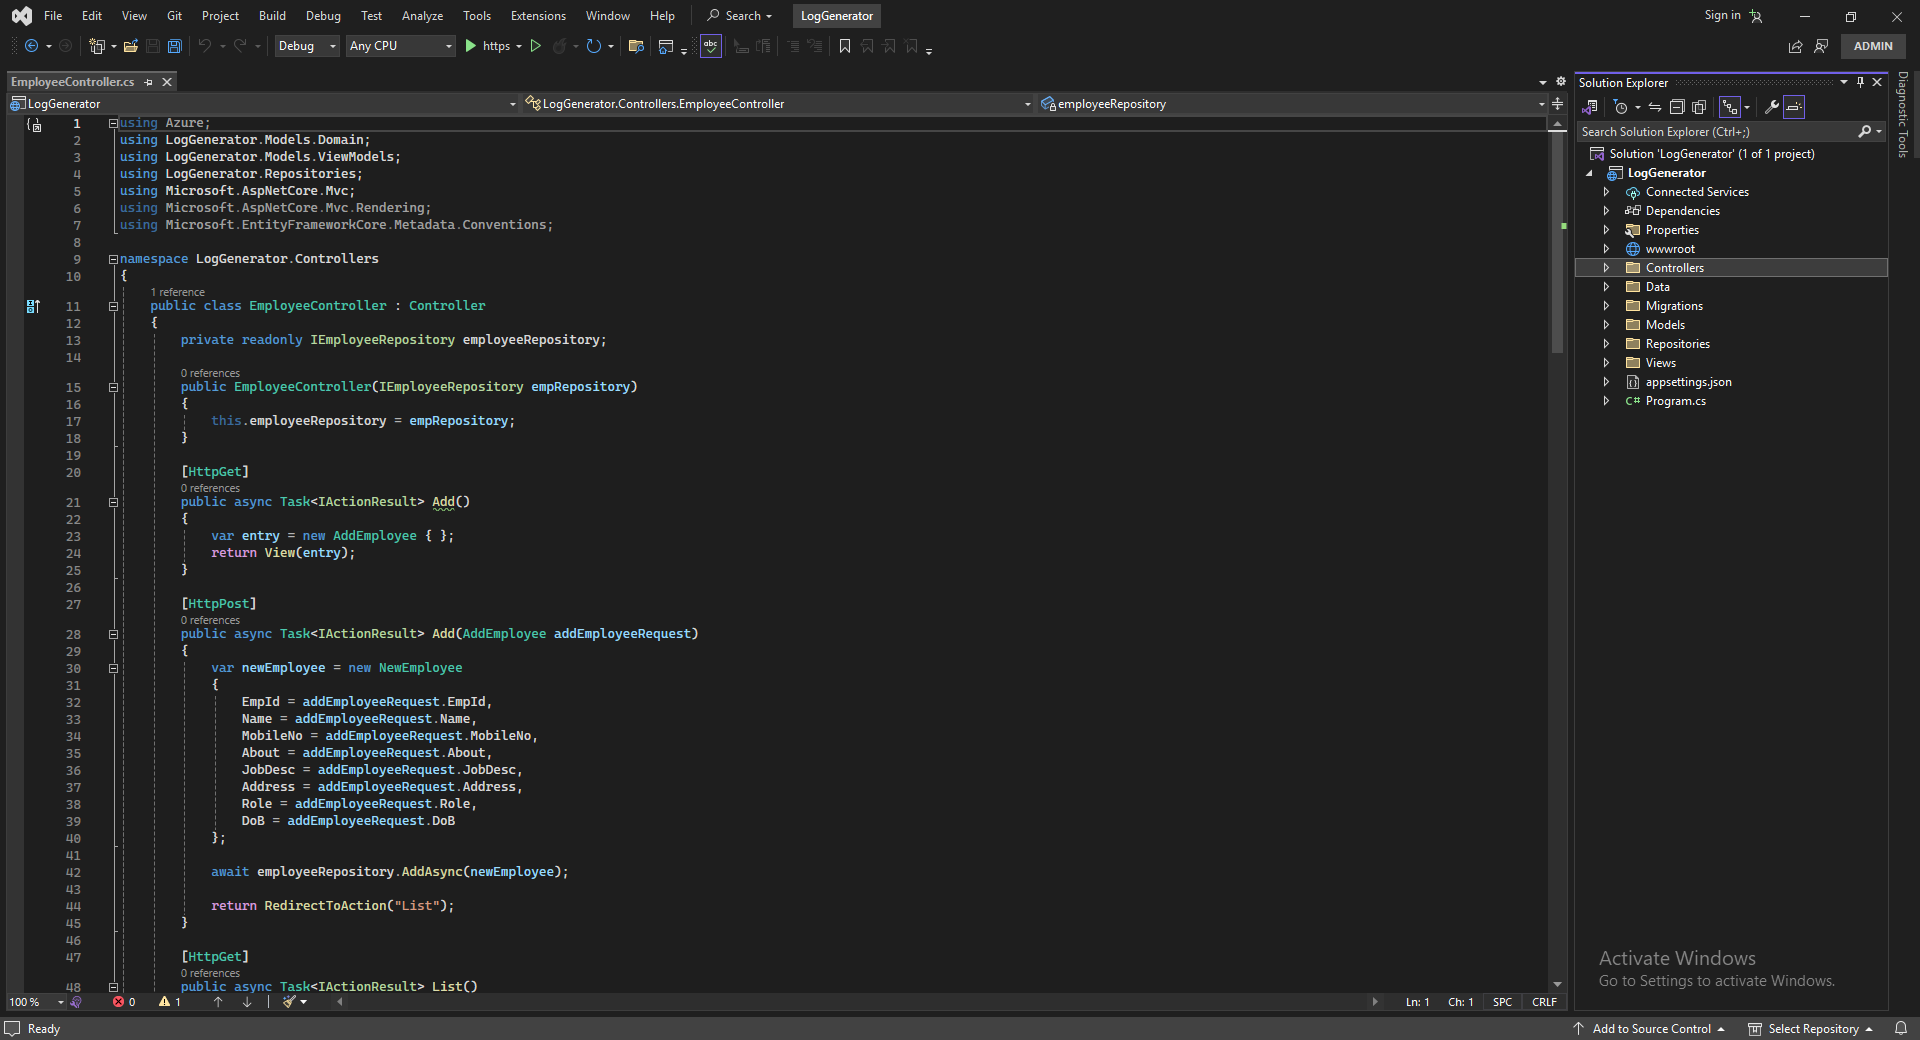 File Edit View Git Project Build Debug Test Analyze Tools Extensions Window Help Search LogGenerator Sign in
Debug Any CPU https abc ADMIN
EmployeeController.cs
LogGenerator LogGenerator.Controllers.EmployeeController employeeRepository
1 using Azure;
2 using LogGenerator.Models.Domain;
3 using LogGenerator.Models.ViewModels;
4 using LogGenerator.Repositories;
5 using Microsoft.AspNetCore.Mvc;
6 using Microsoft.AspNetCore.Mvc.Rendering;
7 using Microsoft.EntityFrameworkCore.Metadata.Conventions;
8
9 namespace LogGenerator.Controllers
10 {
1 reference
11 public class EmployeeController : Controller
12 {
13 private readonly IEmployeeRepository employeeRepository;
14
0 references
15 public EmployeeController(IEmployeeRepository empRepository)
16 {
17 this.employeeRepository = empRepository;
18 }
19
20 [HttpGet]
0 references
21 public async Task<IActionResult> Add()
22 {
23 var entry = new AddEmployee { };
24 return View(entry);
25 }
26
27 [HttpPost]
0 references
28 public async Task<IActionResult> Add(AddEmployee addEmployeeRequest)
29 {
30 var newEmployee = new NewEmployee
31 {
32 EmpId = addEmployeeRequest.EmpId,
33 Name = addEmployeeRequest.Name,
34 MobileNo = addEmployeeRequest.MobileNo,
35 About = addEmployeeRequest.About,
36 JobDesc = addEmployeeRequest.JobDesc,
37 Address = addEmployeeRequest.Address,
38 Role = addEmployeeRequest.Role,
39 DoB = addEmployeeRequest.DoB
40 };
41
42 await employeeRepository.AddAsync(newEmployee);
43
44 return RedirectToAction("List");
45 }
46
47 [HttpGet]
0 references
48 public async Task<IActionResult> List()
100 % 0 1 Ln: 1 Ch: 1 SPC CRLF
Solution Explorer
Search Solution Explorer (Ctrl+;)
Solution 'LogGenerator' (1 of 1 project)
LogGenerator
Connected Services
Dependencies
Properties
wwwroot
Controllers
Data
Migrations
Models
Repositories
Views
appsettings.json
C# Program.cs
Diagnostic Tools
Activate Windows
Go to Settings to activate Windows.
Ready Add to Source Control Select Repository